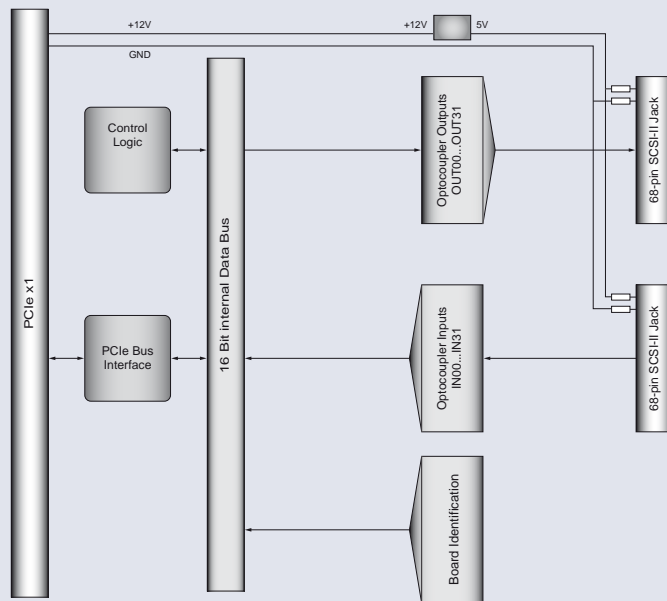 +12V
+12V
5V
GND
Control
Logic
Optocoupler Outputs
OUT00...OUT31
68-pin SCSI-II Jack
PCIe x1
16 Bit internal Data Bus
PCIe Bus
Interface
Optocoupler Inputs
IN00...IN31
68-pin SCSI-II Jack
Board Identification